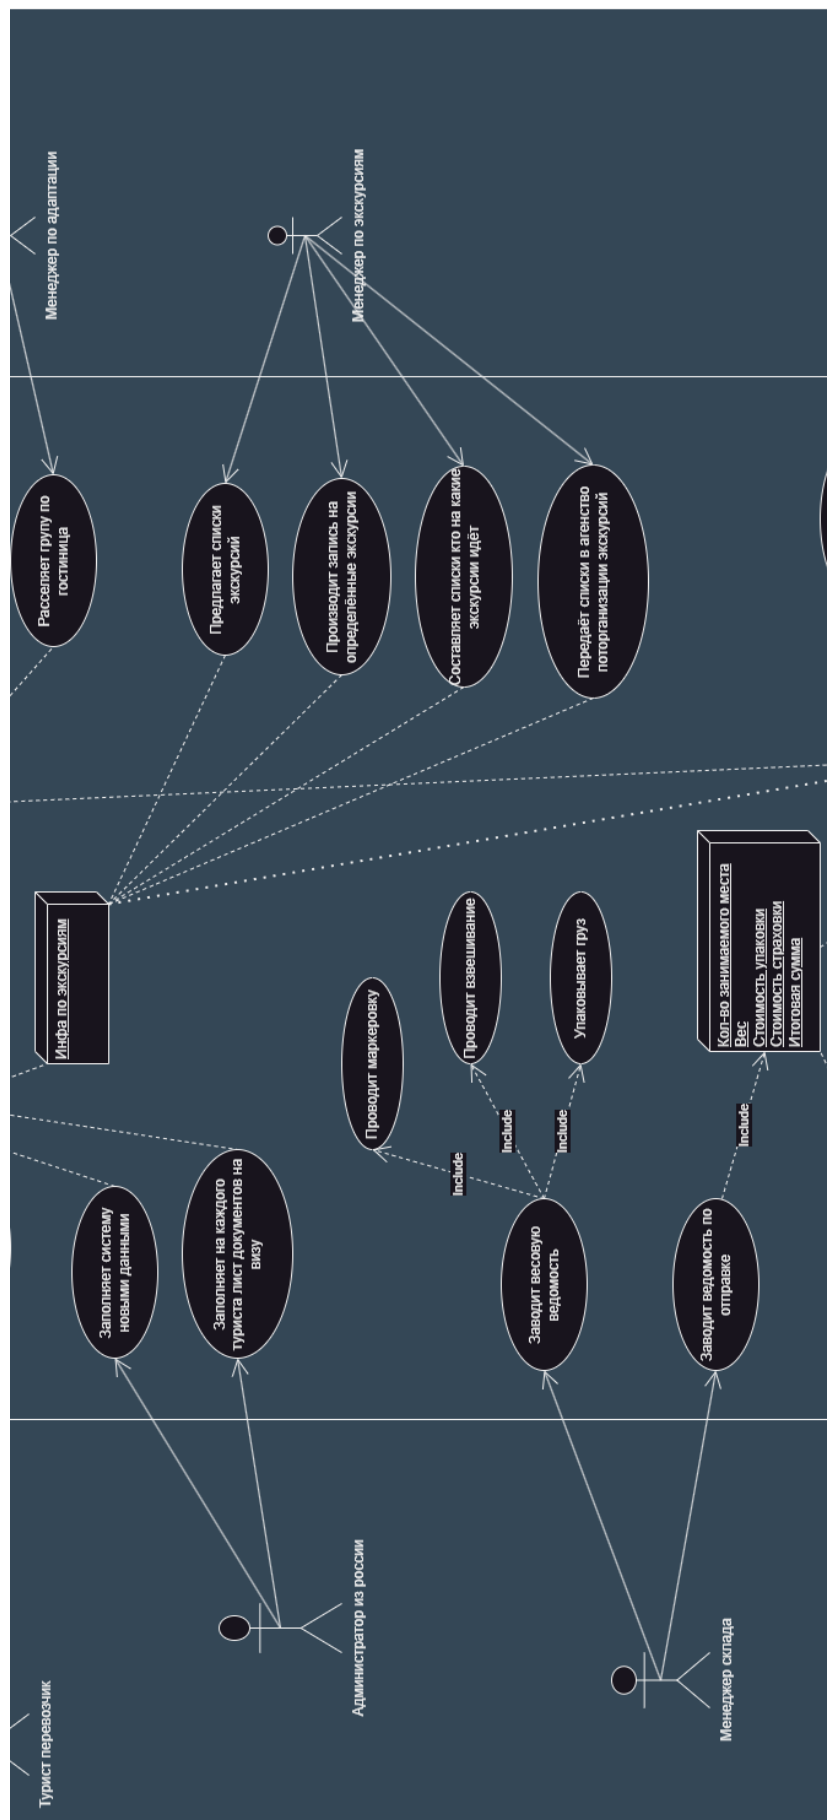 Менеджер по адаптации
Менеджер по экскурсиям
Расселяет групу по
гостиница
Предлагает списки
экскурсий
Производит запись на
определённые экскурсии
Составляет списки кто на какие
экскурсии идёт
Передаёт списки в агенство
поторганизации экскурсий
Инфа по экскурсиям
Проводит маркеровку
Проводит взвешивание
Упаковывает груз
Кол-во занимаемого места
Вес
Стоимость упаковки
Стоимость страховки
Итоговая сумма
Include
Include
Include
Include
Заполняет систему
новыми данными
Заполняет на каждого
туриста лист документов на
визу
Заводит весовую
ведомость
Заводит ведомость по
отправке
Турист перевозчик
Администратор из россии
Менеджер склада